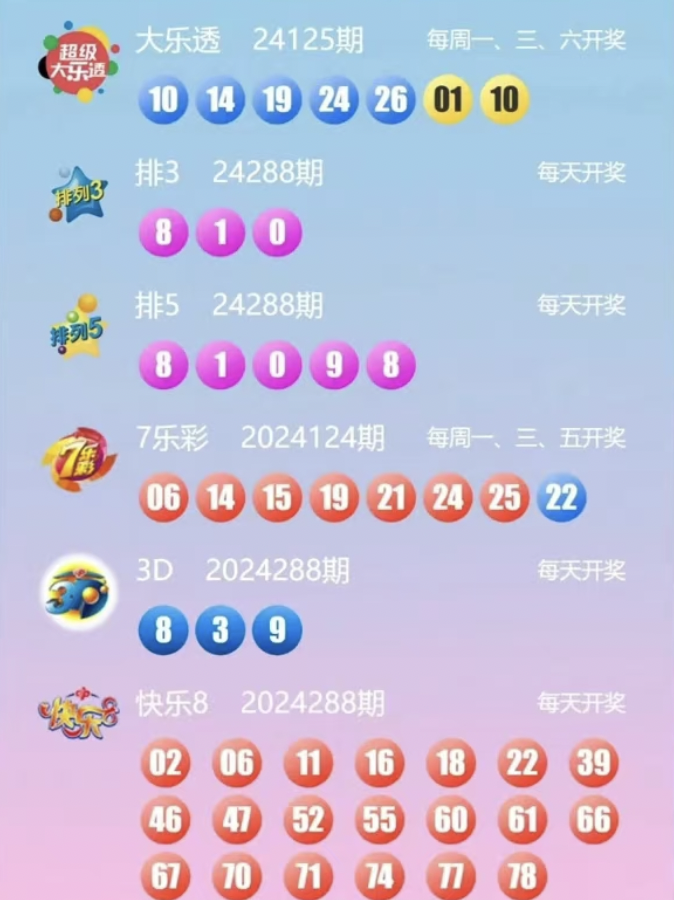 超级
大乐透
大乐透 24125期 每周一、三、六开奖
10 14 19 24 26 01 10
排列3
排3 24288期 每天开奖
8 1 0
排列5
排5 24288期 每天开奖
8 1 0 9 8
7乐彩
7乐彩 2024124期 每周一、三、五开奖
06 14 15 19 21 24 25 22
3D
3D 2024288期 每天开奖
8 3 9
快乐
快乐8 2024288期 每天开奖
02 06 11 16 18 22 39
46 47 52 55 60 61 66
67 70 71 74 77 78